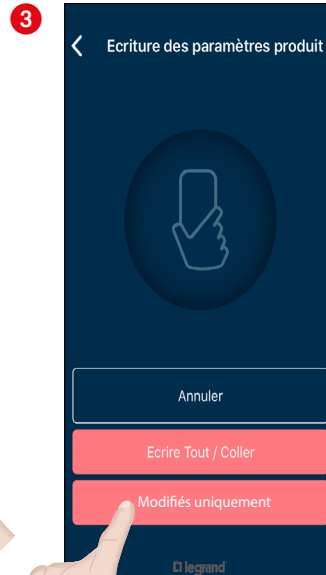 3
Ecriture des paramètres produit
Annuler
Ecrire Tout / Coller
Modifiés uniquement
legrand